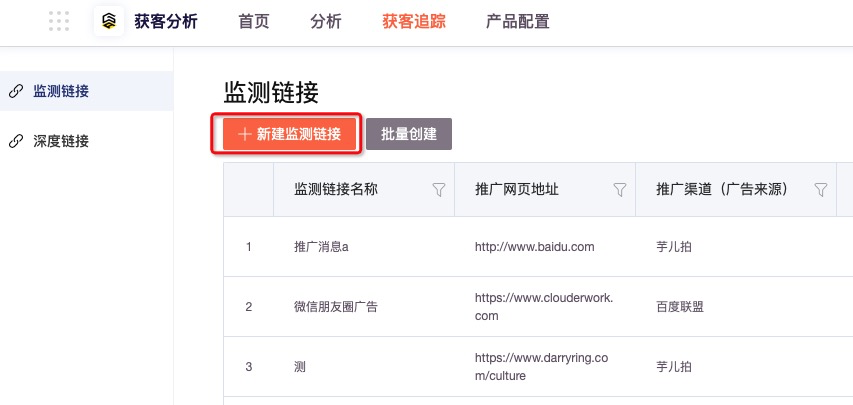 获客分析 首页 分析 获客追踪 产品配置
监测链接
深度链接
监测链接
新建监测链接 批量创建
监测链接名称 推广网页地址 推广渠道（广告来源）
1 推广消息a http://www.baidu.com 芋儿拍
2 微信朋友圈广告 https://www.clouderwork.
com 百度联盟
3 测 https://www.darryring.co
m/culture 芋儿拍